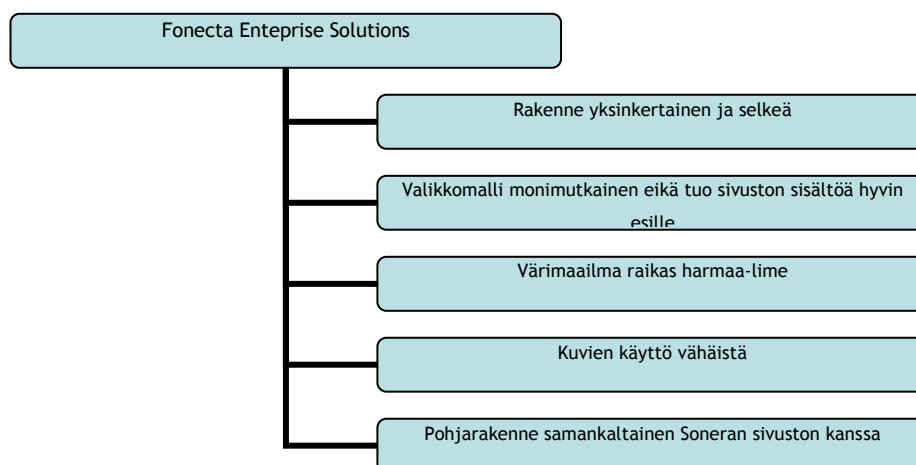 Fonecta Enteprise Solutions
Rakenne yksinkertainen ja selkeä
Valikkomalli monimutkainen eikä tuo sivuston sisältöä hyvin
esille
Värimaailma raikas harmaa-lime
Kuvien käyttö vähäistä
Pohjarakenne samankaltainen Soneran sivuston kanssa